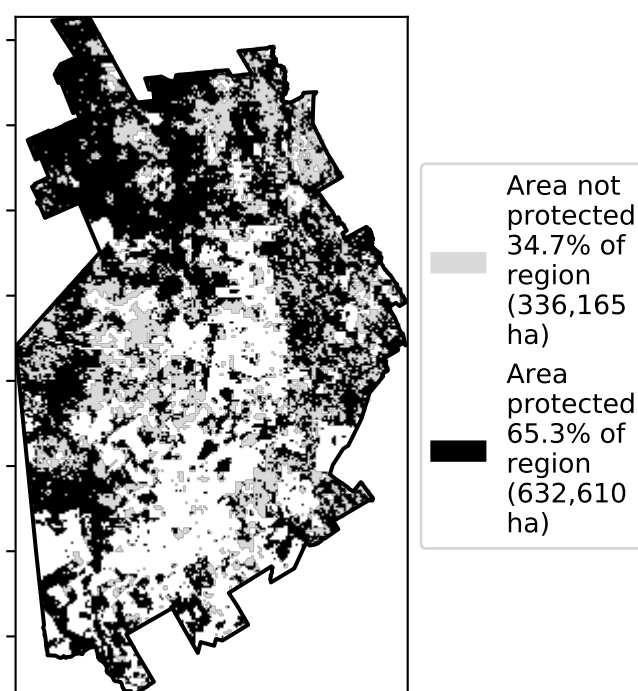 Area not
protected
34.7% of
region
(336,165
ha)
Area
protected
65.3% of
region
(632,610
ha)